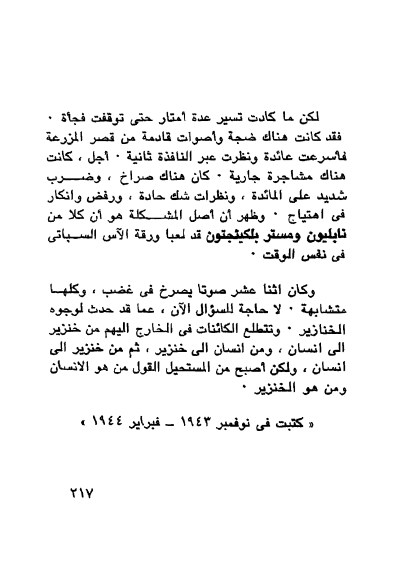 لكن ما كادت تسير عدة أمتار حتى توقفت فجأة ٠
فقد كانت هناك ضجة وأصوات قادمة من قصر المزرعة
فأسرعت عائدة ونظرت عبر النافذة ثانية ٠ أجل ، كانت
هناك مشاجرة جارية ٠ كان هناك صراخ ، وضـــرب
شديد على المائدة ، ونظرات شك حادة ، ورفض وانكار
فى اهتياج ٠ وظهر أن أصل المشـــكلة هو أن كلا من
نابليون ومستر بلكينجتون قد لعبا ورقة الآس السـباتى
فى نفس الوقت ٠
وكان اثنا عشر صوتا يصرخ فى غضب ، وكلهـا
متشابهة ٠ لا حاجة للسؤال الآن ، عما قد حدث لوجوه
الخنازير ٠ وتتطلع الكائنات فى الخارج اليهم من خنزير
الى انسان ، ومن انسان الى خنزير ، ثم من خنزير الى
انسان ، ولكن أصبح من المستحيل القول من هو الانسان
ومن هو الخنزير ٠
« كتبت فى نوفمبر ١٩٤٣ ــ فبراير ١٩٤٤ »
٢١٧